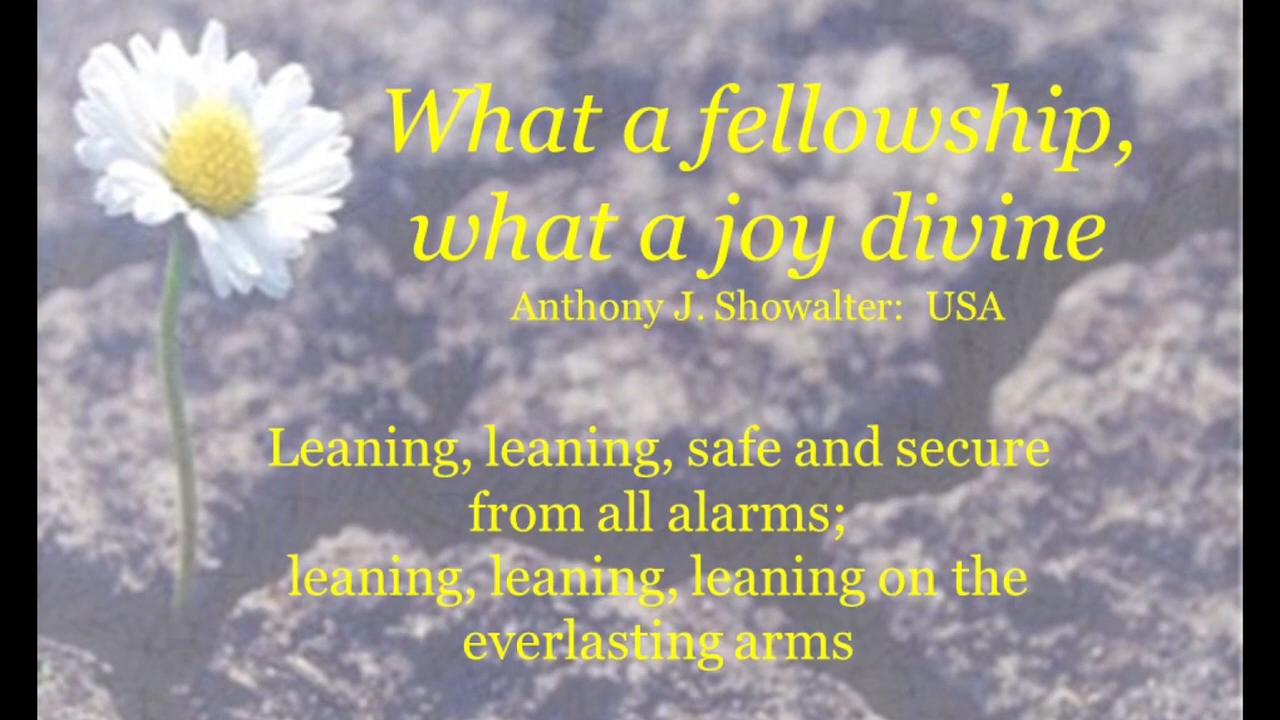 What a fellowship,
what a joy divine
Anthony J. Showalter:  USA
Leaning, leaning, safe and secure
from all alarms;
leaning, leaning, leaning on the
everlasting arms